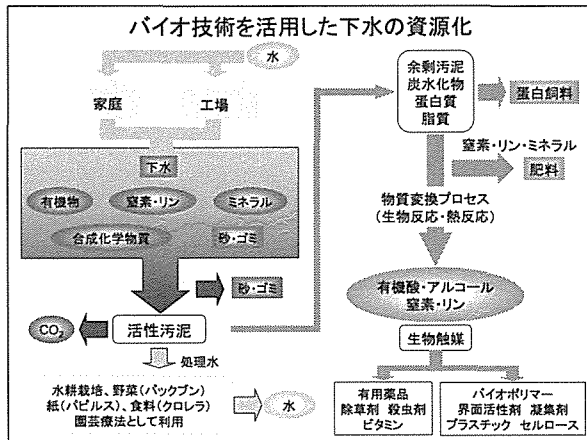 バイオ技術を活用した下水の資源化
水
家庭
工場
下水
有機物
窒素・リン
ミネラル
合成化学物質
砂・ゴミ
砂・ゴミ
CO₂
活性汚泥
処理水
水耕栽培、野菜(パックブン)
紙(パピルス)、食料(クロレラ)
園芸療法として利用
水
余剰汚泥
炭水化物
蛋白質
脂質
蛋白飼料
窒素・リン・ミネラル
肥料
物質変換プロセス
(生物反応・熱反応)
有機酸・アルコール
窒素・リン
生物触媒
有用薬品
除草剤 殺虫剤
ビタミン
バイオポリマー
界面活性剤 凝集剤
プラスチック セルロース